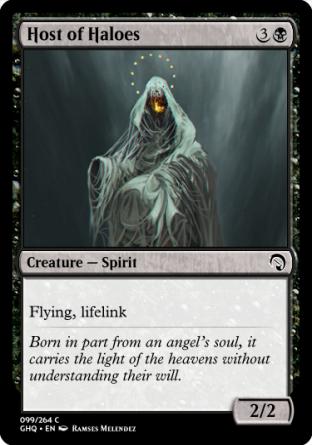 Host of Haloes 3
Creature — Spirit
Flying, lifelink
Born in part from an angel's soul, it
carries the light of the heavens without
understanding their will.
099/264 C
GHQ • EN Ramses Melendez
2/2